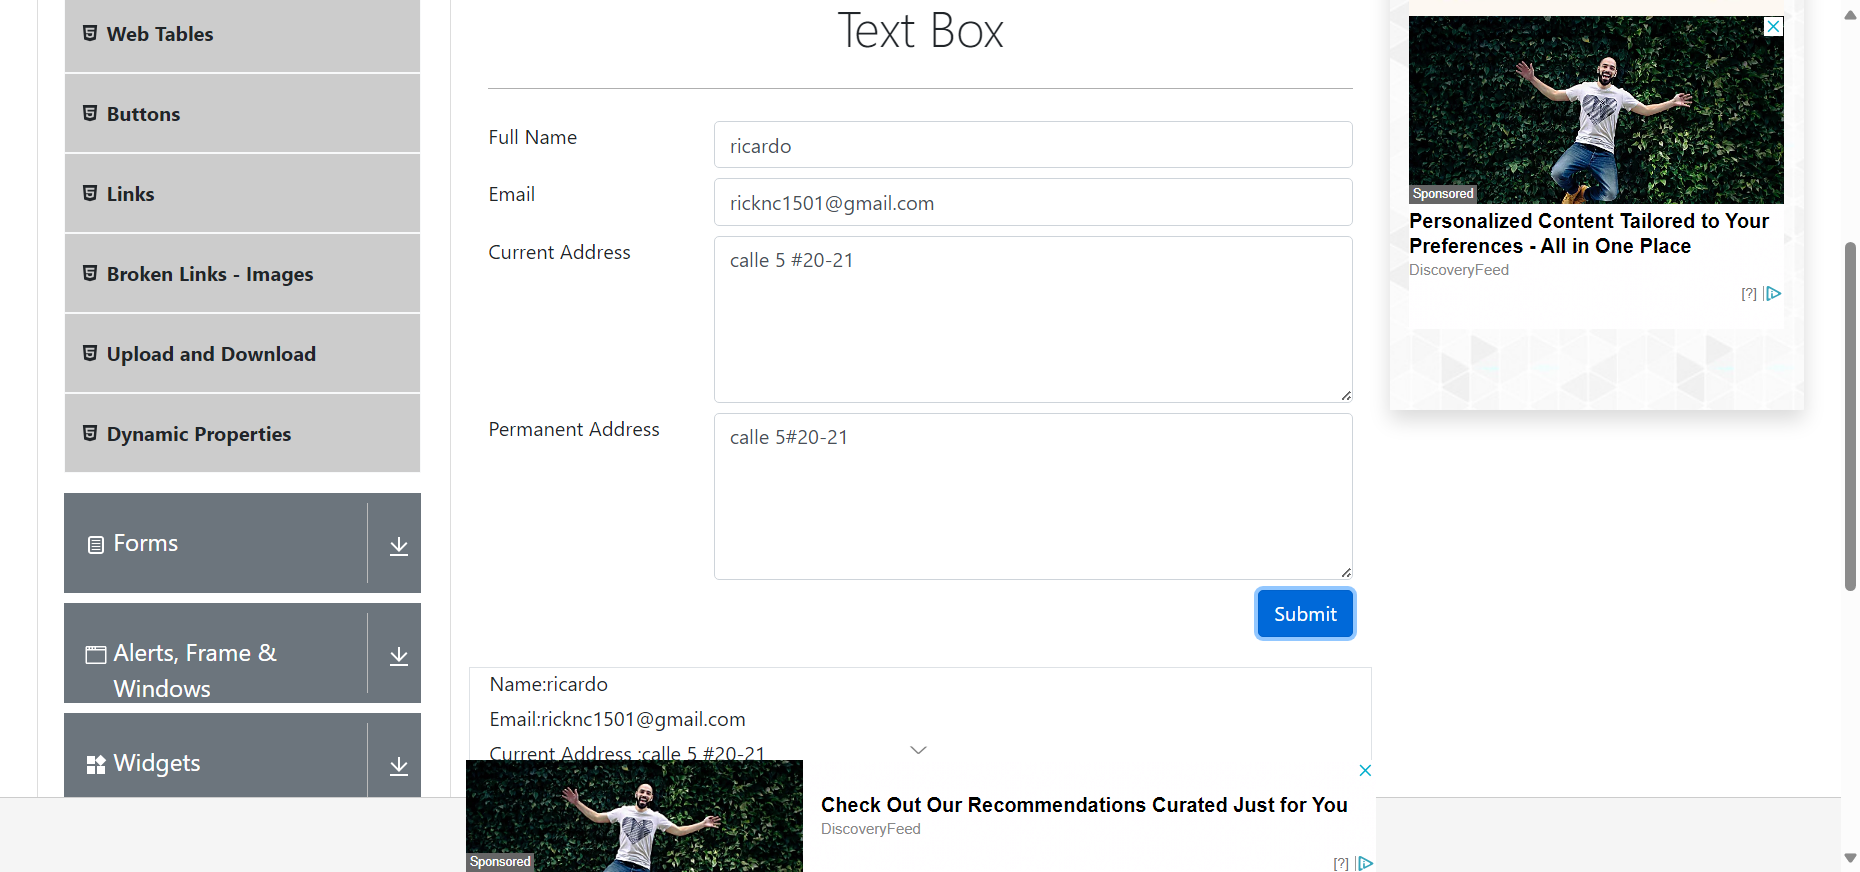 Web Tables
Buttons
Links
Broken Links - Images
Upload and Download
Dynamic Properties
Forms
Alerts, Frame &
Windows
Widgets
Text Box
Full Name
ricardo
Email
ricknc1501@gmail.com
Current Address
calle 5 #20-21
Permanent Address
calle 5#20-21
Submit
Name:ricardo
Email:ricknc1501@gmail.com
Current Address :calle 5 #20-21
Sponsored
Check Out Our Recommendations Curated Just for You
DiscoveryFeed
[?]
Sponsored
Personalized Content Tailored to Your
Preferences - All in One Place
DiscoveryFeed
[?]